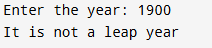 Enter the year: 1900
It is not a leap year